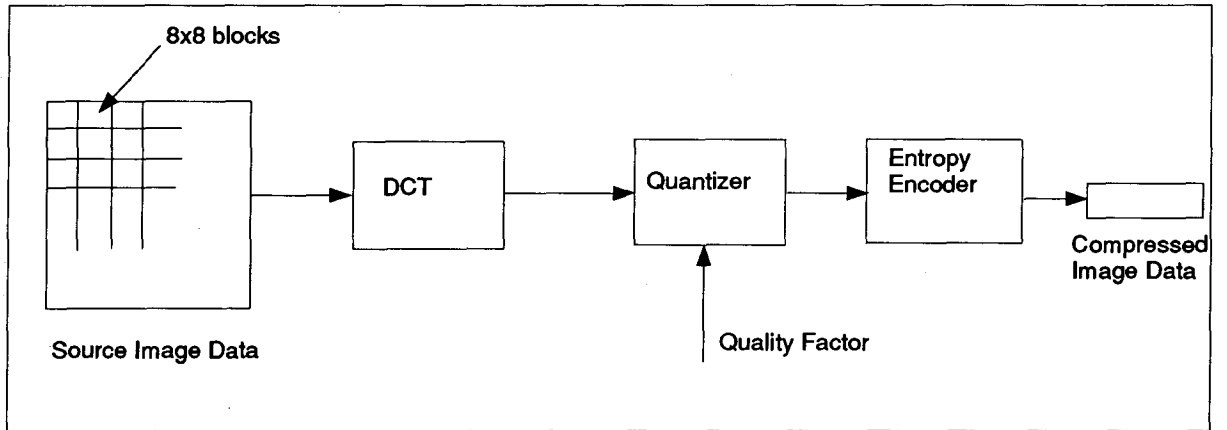 8x8 blocks
DCT
Quantizer
Entropy
Encoder
Compressed
Image Data
Source Image Data
Quality Factor